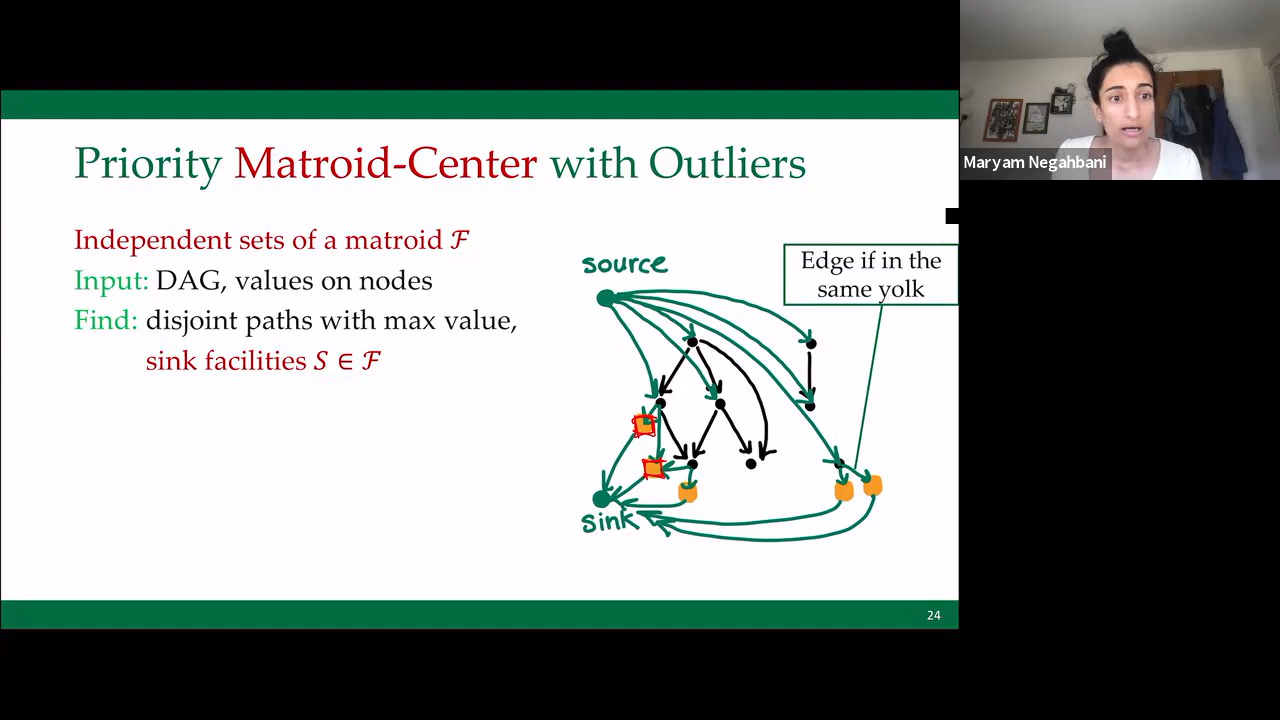 Priority Matroid-Center with Outliers
Independent sets of a matroid ℱ
Input: DAG, values on nodes
Find: disjoint paths with max value,
sink facilities S ∈ ℱ
source
Edge if in the
same yolk
sink
24
Maryam Negahbani